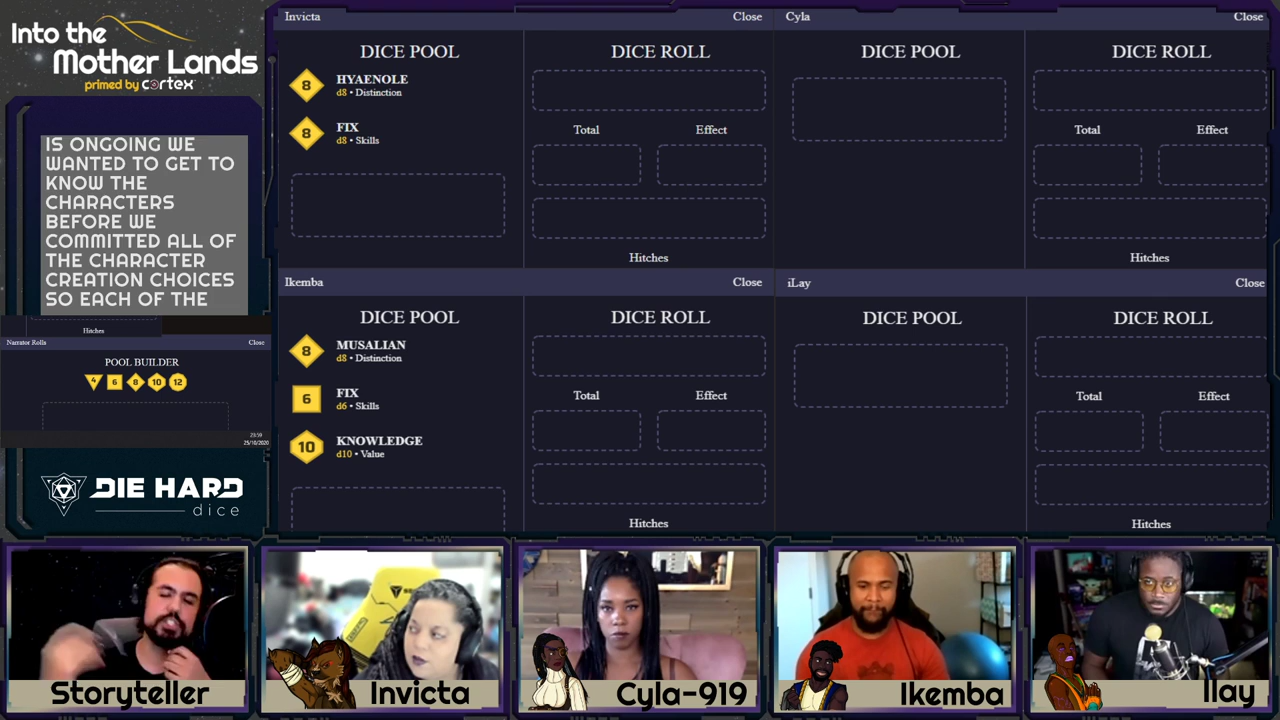 Into the
Mother Lands
primed by cortex
IS ONGOING WE
WANTED TO GET TO
KNOW THE
CHARACTERS
BEFORE WE
COMMITTED ALL OF
THE CHARACTER
CREATION CHOICES
SO EACH OF THE
Hitches
Narrator Rolls
Close
POOL BUILDER
4 6 8 10 12
23:59
25/10/2020
DIE HARD
dice
Invicta
Close
DICE POOL
8
HYAENOLE
d8 • Distinction
8
FIX
d8 • Skills
DICE ROLL
Total
Effect
Hitches
Cyla
Close
DICE POOL
DICE ROLL
Total
Effect
Hitches
Ikemba
Close
DICE POOL
8
MUSALIAN
d8 • Distinction
6
FIX
d6 • Skills
10
KNOWLEDGE
d10 • Value
DICE ROLL
Total
Effect
Hitches
iLay
Close
DICE POOL
DICE ROLL
Total
Effect
Hitches
Storyteller
Invicta
Cyla-919
Ikemba
Ilay